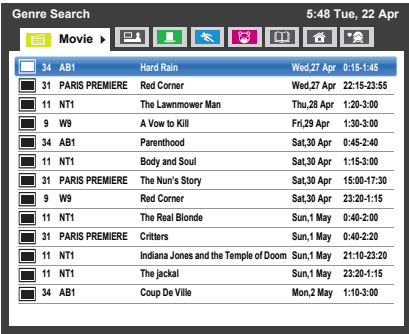 Genre Search 5:48 Tue, 22 Apr
Movie
34 AB1 Hard Rain Wed,27 Apr 0:15-1:45
31 PARIS PREMIERE Red Corner Wed,27 Apr 22:15-23:55
11 NT1 The Lawnmower Man Thu,28 Apr 1:20-3:00
9 W9 A Vow to Kill Fri,29 Apr 1:30-3:00
34 AB1 Parenthood Sat,30 Apr 0:45-2:40
11 NT1 Body and Soul Sat,30 Apr 1:15-3:00
31 PARIS PREMIERE The Nun's Story Sat,30 Apr 15:00-17:30
9 W9 Red Corner Sat,30 Apr 23:20-1:15
11 NT1 The Real Blonde Sun,1 May 0:40-2:00
31 PARIS PREMIERE Critters Sun,1 May 0:40-2:20
11 NT1 Indiana Jones and the Temple of Doom Sun,1 May 21:10-23:20
11 NT1 The jackal Sun,1 May 23:20-1:15
34 AB1 Coup De Ville Mon,2 May 1:10-3:00